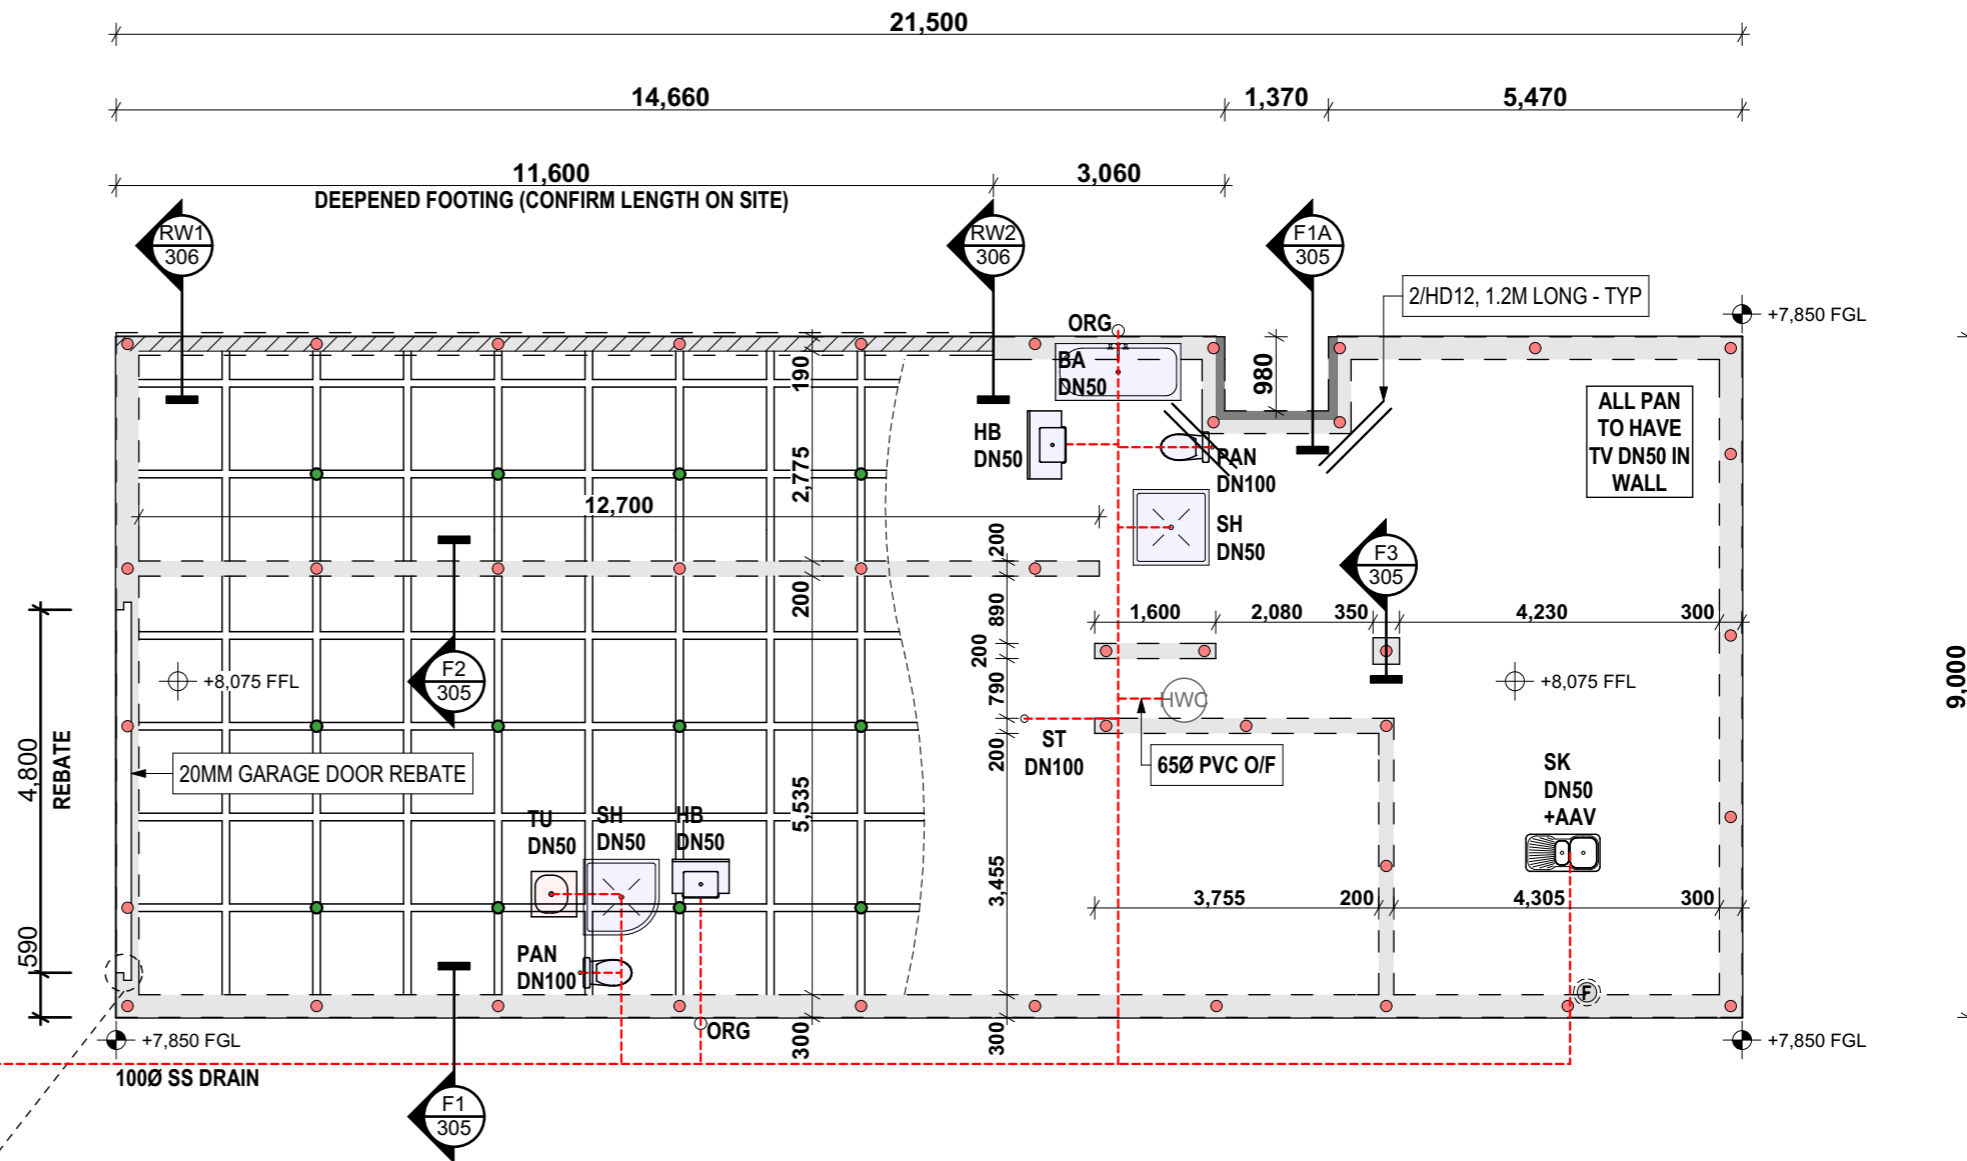 21,500
14,660
1,370
5,470
11,600
3,060
DEEPENED FOOTING (CONFIRM LENGTH ON SITE)
RW1
306
RW2
306
F1A
305
2/HD12, 1.2M LONG - TYP
+7,850 FGL
ORG
BA
DN50
190
980
ALL PAN
TO HAVE
TV DN50 IN
WALL
HB
DN50
PAN
DN100
2,775
12,700
SH
DN50
200
F3
305
200
890
1,600
2,080
350
4,230
300
200
F2
305
+8,075 FFL
+8,075 FFL
9,000
790
HWC
ST
DN100
65Ø PVC O/F
200
4,800
REBATE
20MM GARAGE DOOR REBATE
SK
DN50
+AAV
5,535
TU
DN50
SH
DN50
HB
DN50
3,455
3,755
200
4,305
300
590
PAN
DN100
F
ORG
300
300
+7,850 FGL
+7,850 FGL
100Ø SS DRAIN
F1
305